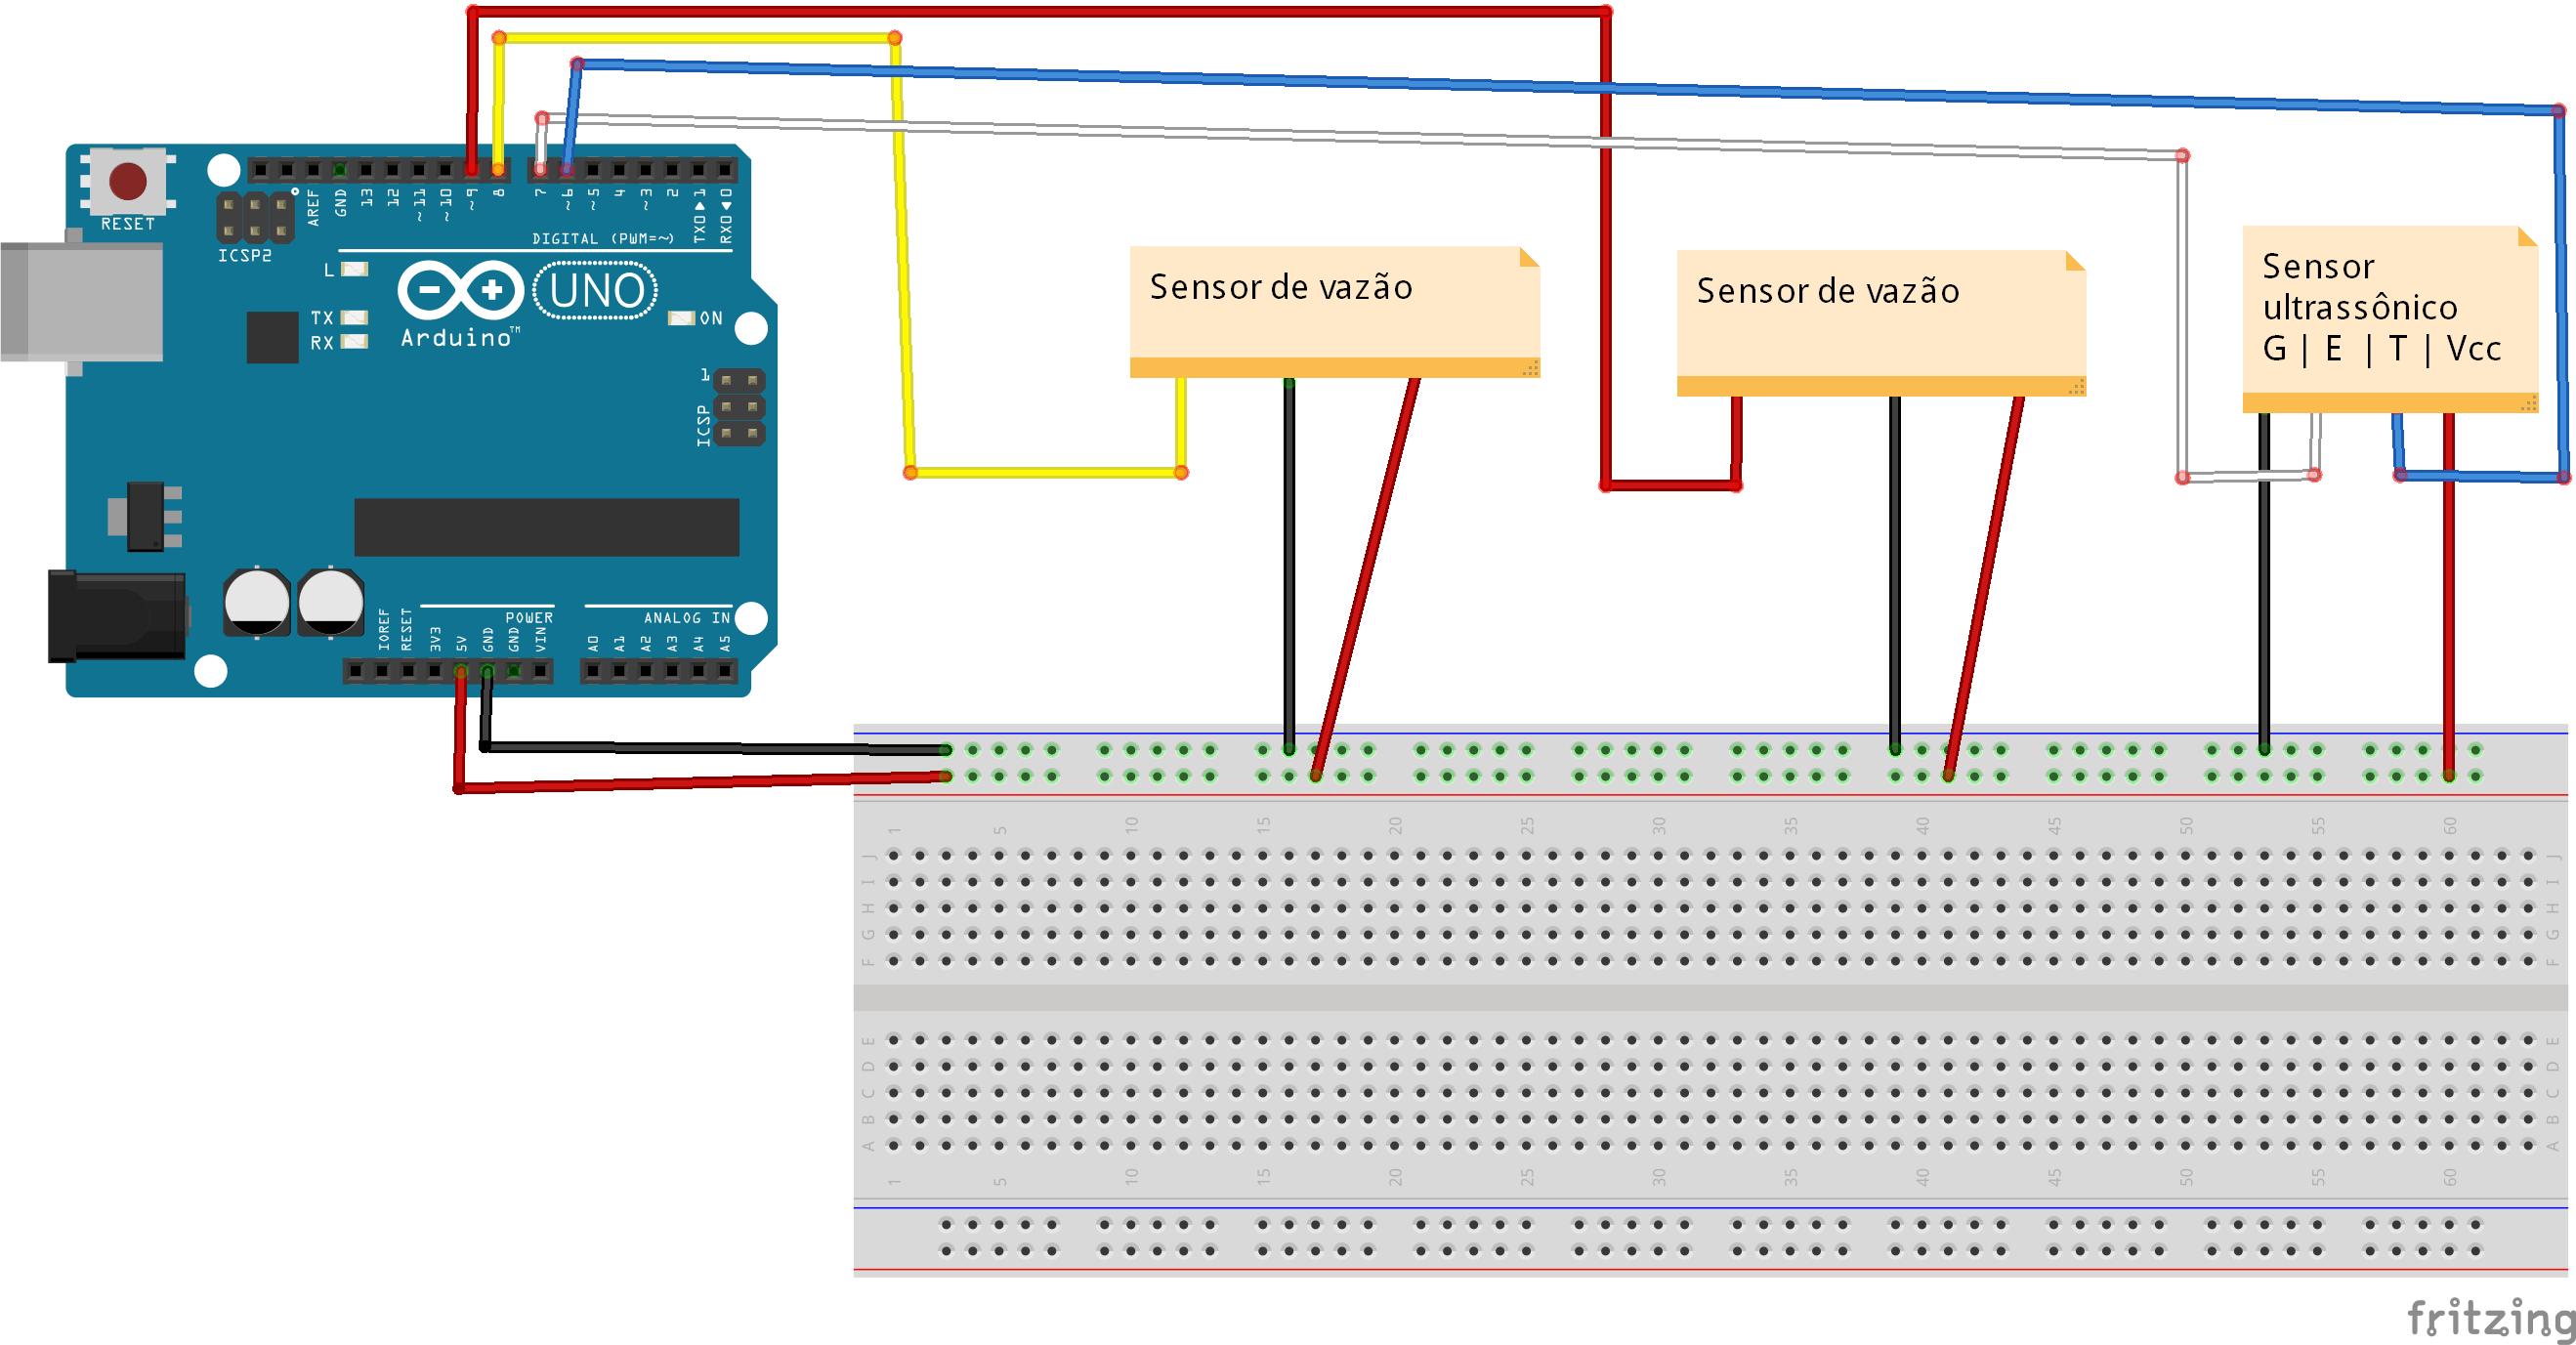 RESET
ICSP2
AREF
GND
13
12
~11
~10
~9
8
7
~6
~5
4
~3
2
TX0▶1
RX0◀0
DIGITAL (PWM=~)
L
TX
RX
UNO
Arduino™
ON
1
ICSP
IOREF
RESET
3V3
5V
GND
GND
VIN
POWER
ANALOG IN
A0
A1
A2
A3
A4
A5
Sensor de vazão
Sensor de vazão
Sensor
ultrassônico
G | E | T | Vcc
1 5 10 15 20 25 30 35 40 45 50 55 60
J J
I I
H H
G G
F F
E E
D D
C C
B B
A A
1 5 10 15 20 25 30 35 40 45 50 55 60
fritzing